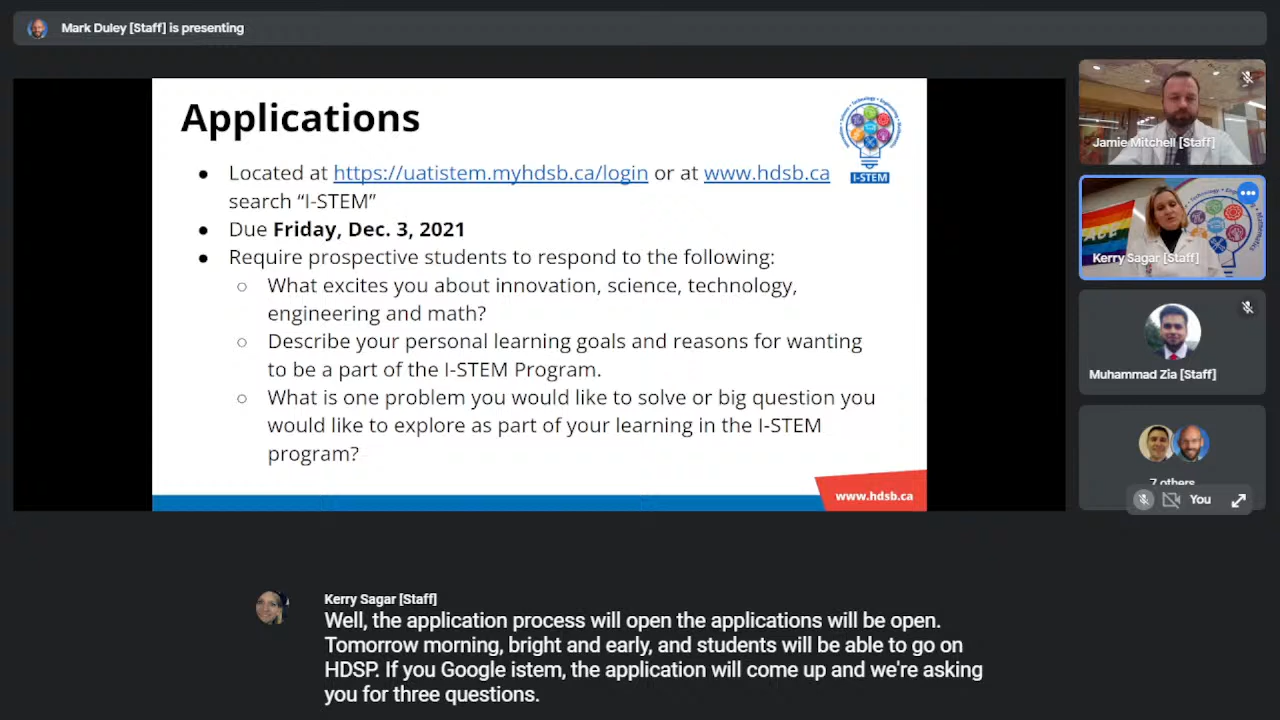 Mark Duley [Staff] is presenting
Applications
Located at https://uatistem.myhdsb.ca/login or at www.hdsb.ca
search “I-STEM”
Due Friday, Dec. 3, 2021
Require prospective students to respond to the following:
What excites you about innovation, science, technology,
engineering and math?
Describe your personal learning goals and reasons for wanting
to be a part of the I-STEM Program.
What is one problem you would like to solve or big question you
would like to explore as part of your learning in the I-STEM
program?
I-STEM
www.hdsb.ca
Jamie Mitchell [Staff]
Kerry Sagar [Staff]
Muhammad Zia [Staff]
7 others
You
Kerry Sagar [Staff]
Well, the application process will open the applications will be open.
Tomorrow morning, bright and early, and students will be able to go on
HDSP. If you Google istem, the application will come up and we're asking
you for three questions.